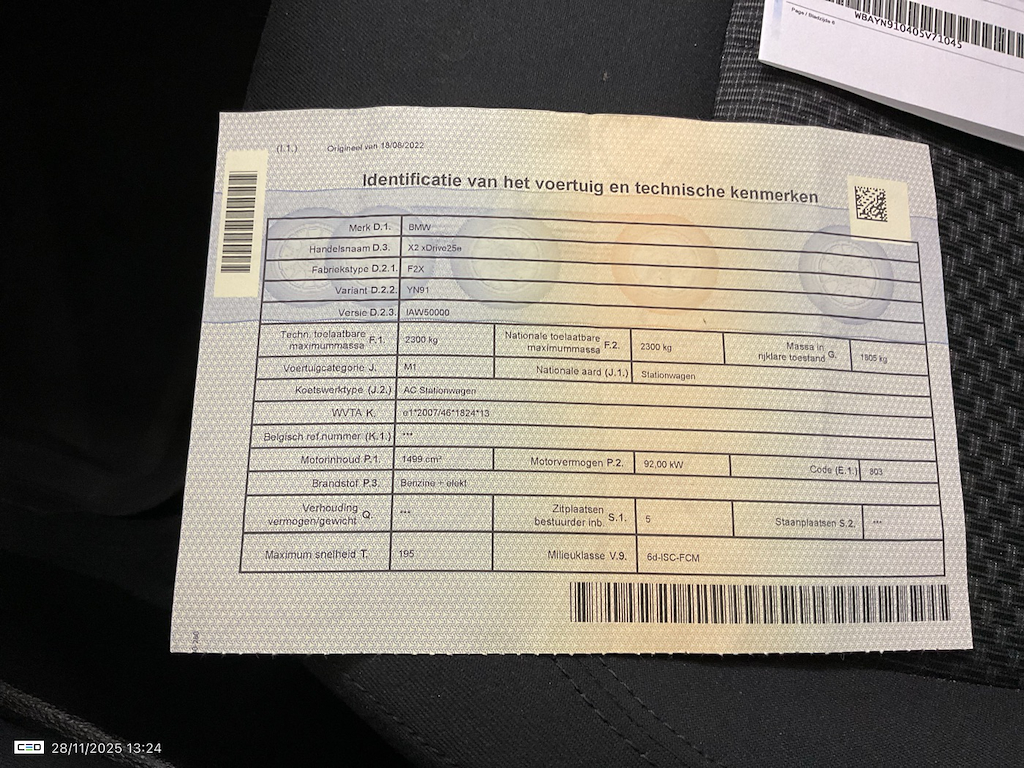 Page / Bladzijde 6
WBAYN910405V71045
(I.1.) Origineel van 18/08/2022
Identificatie van het voertuig en technische kenmerken
Merk D.1. BMW
Handelsnaam D.3. X2 xDrive25e
Fabriekstype D.2.1. F2X
Variant D.2.2. YN91
Versie D.2.3. IAW50000
Techn. toelaatbare maximummassa F.1. 2300 kg Nationale toelaatbare maximummassa F.2. 2300 kg Massa in rijklare toestand G. 1805 kg
Voertuigcategorie J. M1 Nationale aard (J.1.) Stationwagen
Koetswerktype (J.2.) AC Stationwagen
WVTA K. e1*2007/46*1824*13
Belgisch ref.nummer (K.1.) ***
Motorinhoud P.1. 1499 cm³ Motorvermogen P.2. 92,00 kW Code (E.1.) 803
Brandstof P.3. Benzine + elekt
Verhouding vermogen/gewicht Q. *** Zitplaatsen bestuurder inb. S.1. 5 Staanplaatsen S.2. ***
Maximum snelheid T. 195 Milieuklasse V.9. 6d-ISC-FCM
CEO 28/11/2025 13:24